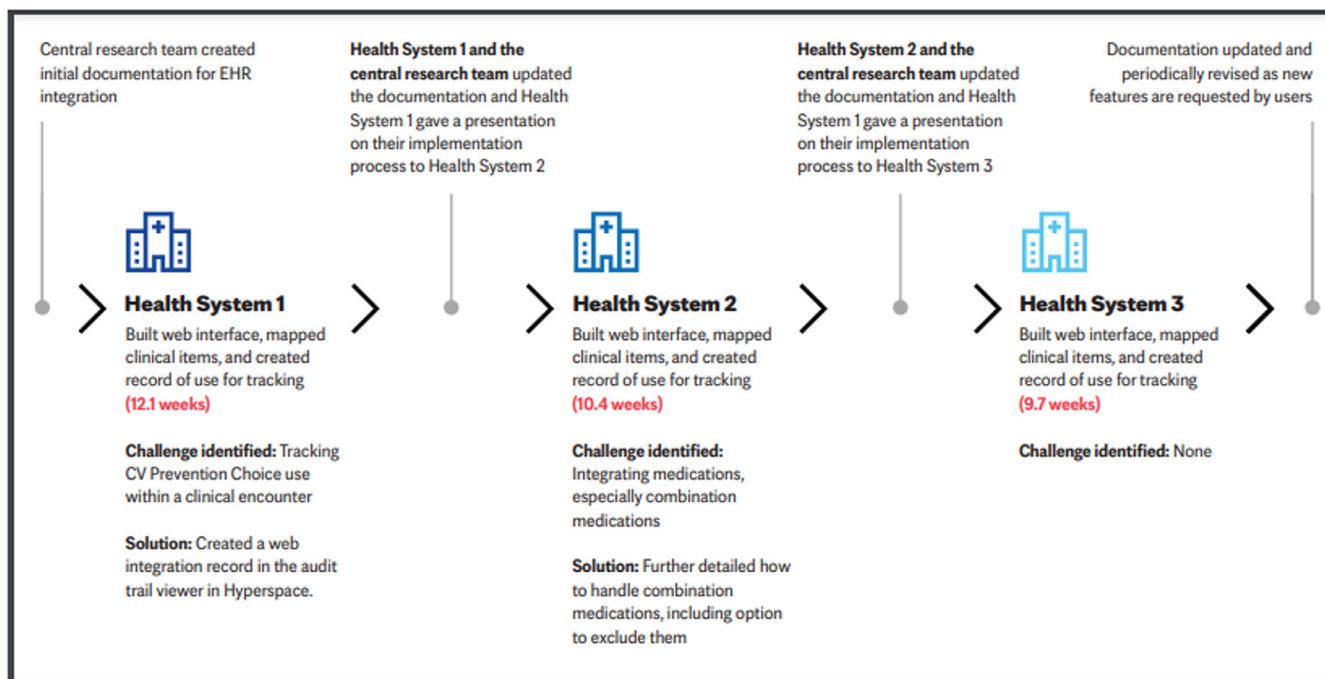 Central research team created
initial documentation for EHR
integration
Health System 1 and the
central research team updated
the documentation and Health
System 1 gave a presentation
on their implementation
process to Health System 2
Health System 2 and the
central research team updated
the documentation and Health
System 1 gave a presentation
on their implementation
process to Health System 3
Documentation updated and
periodically revised as new
features are requested by users
Health System 1
Built web interface, mapped
clinical items, and created
record of use for tracking
(12.1 weeks)
Challenge identified: Tracking
CV Prevention Choice use
within a clinical encounter
Solution: Created a web
integration record in the audit
trail viewer in Hyperspace.
Health System 2
Built web interface, mapped
clinical items, and created
record of use for tracking
(10.4 weeks)
Challenge identified:
Integrating medications,
especially combination
medications
Solution: Further detailed how
to handle combination
medications, including option
to exclude them
Health System 3
Built web interface, mapped
clinical items, and created
record of use for tracking
(9.7 weeks)
Challenge identified: None